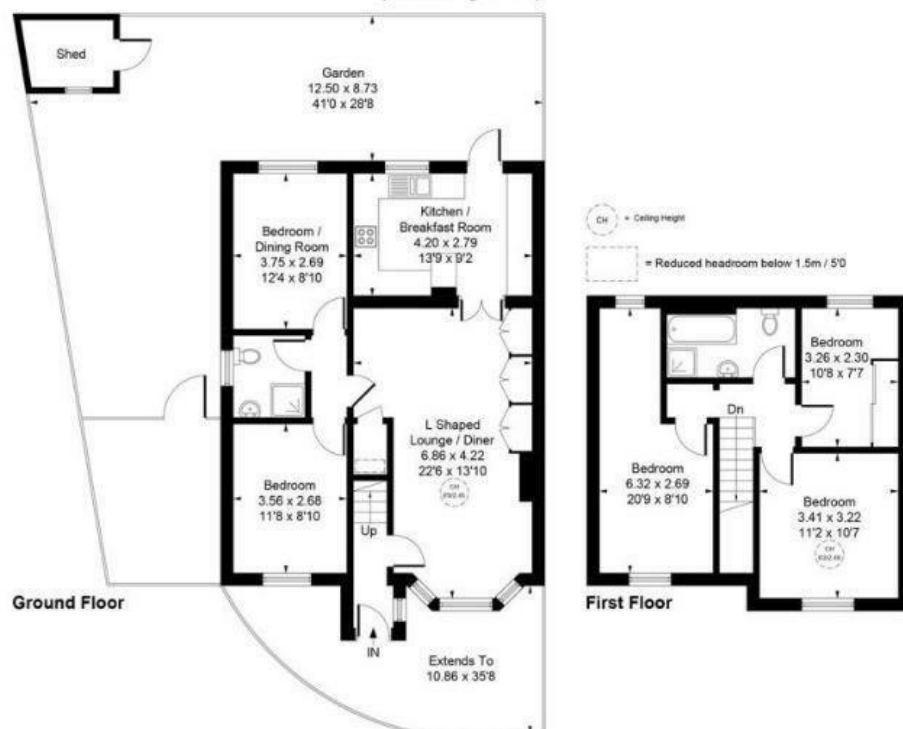 Shed
Garden
12.50 x 8.73
41'0 x 28'8
Bedroom /
Dining Room
3.75 x 2.69
12'4 x 8'10
Kitchen /
Breakfast Room
4.20 x 2.79
13'9 x 9'2
L Shaped
Lounge / Diner
6.86 x 4.22
22'6 x 13'10
CH
Bedroom
3.56 x 2.68
11'8 x 8'10
Up
IN
Ground Floor
Extends To
10.86 x 35'8
CH
= Ceiling Height
= Reduced headroom below 1.5m / 5'0
Bedroom
3.26 x 2.30
10'8 x 7'7
Dn
Bedroom
6.32 x 2.69
20'9 x 8'10
Bedroom
3.41 x 3.22
11'2 x 10'7
CH
First Floor